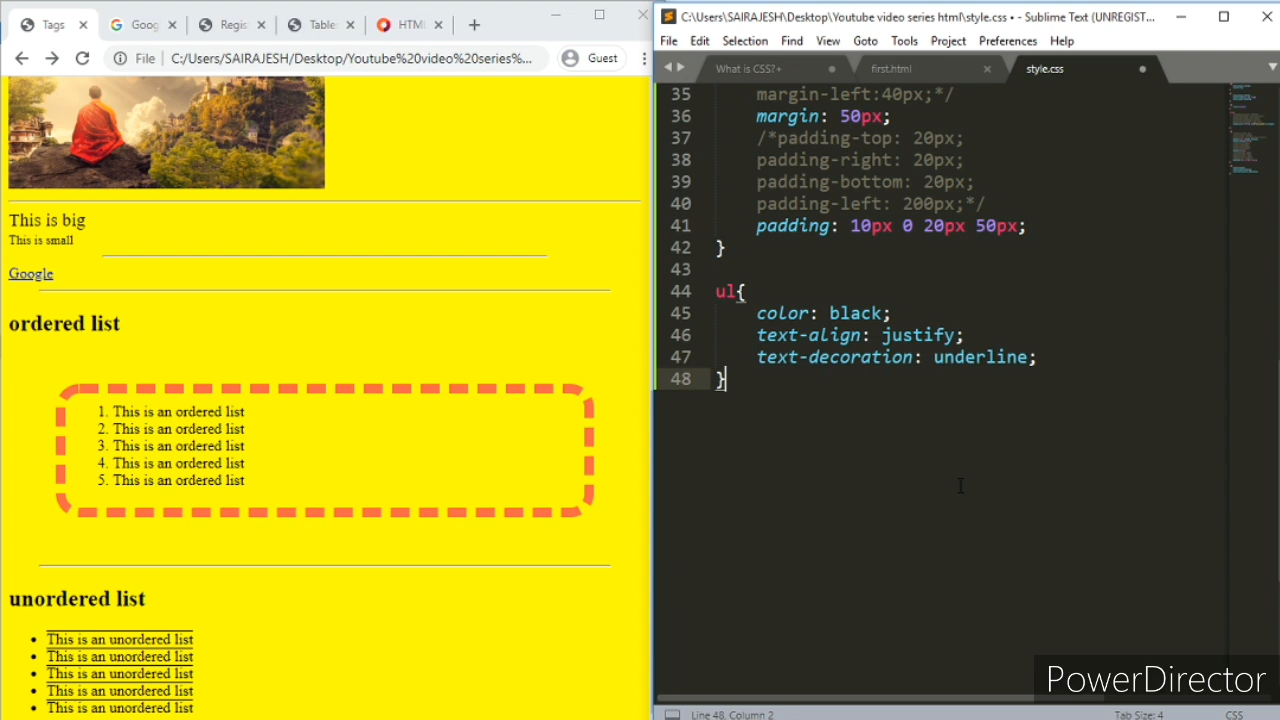 Tags
Goog
Regis
Table
HTML
File
C:/Users/SAIRAJESH/Desktop/Youtube%20video%20series%...
Guest
This is big
This is small
Google
ordered list
1. This is an ordered list
2. This is an ordered list
3. This is an ordered list
4. This is an ordered list
5. This is an ordered list
unordered list
This is an unordered list
This is an unordered list
This is an unordered list
This is an unordered list
This is an unordered list
C:\Users\SAIRAJESH\Desktop\Youtube video series html\style.css • - Sublime Text (UNREGIST...
File Edit Selection Find View Goto Tools Project Preferences Help
What is CSS?+
first.html
style.css
35 margin-left:40px;*/
36 margin: 50px;
37 /*padding-top: 20px;
38 padding-right: 20px;
39 padding-bottom: 20px;
40 padding-left: 200px;*/
41 padding: 10px 0 20px 50px;
42 }
43
44 ul{
45 color: black;
46 text-align: justify;
47 text-decoration: underline;
48 }
PowerDirector
Line 48, Column 2
Tab Size: 4
CSS